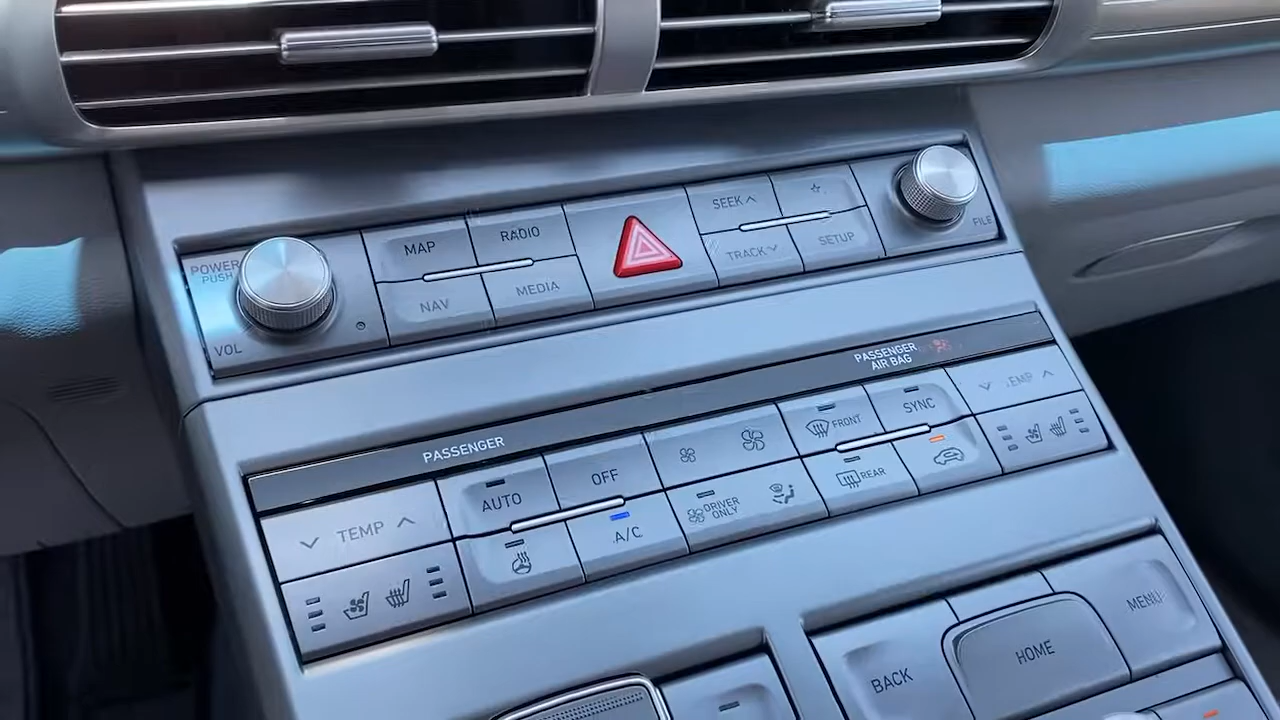 POWER
PUSH
VOL
MAP
RADIO
NAV
MEDIA
SEEK
TRACK
SETUP
FILE
PASSENGER
AIR BAG
PASSENGER
TEMP
AUTO
OFF
A/C
DRIVER
ONLY
FRONT
REAR
SYNC
TEMP
BACK
HOME
MENU